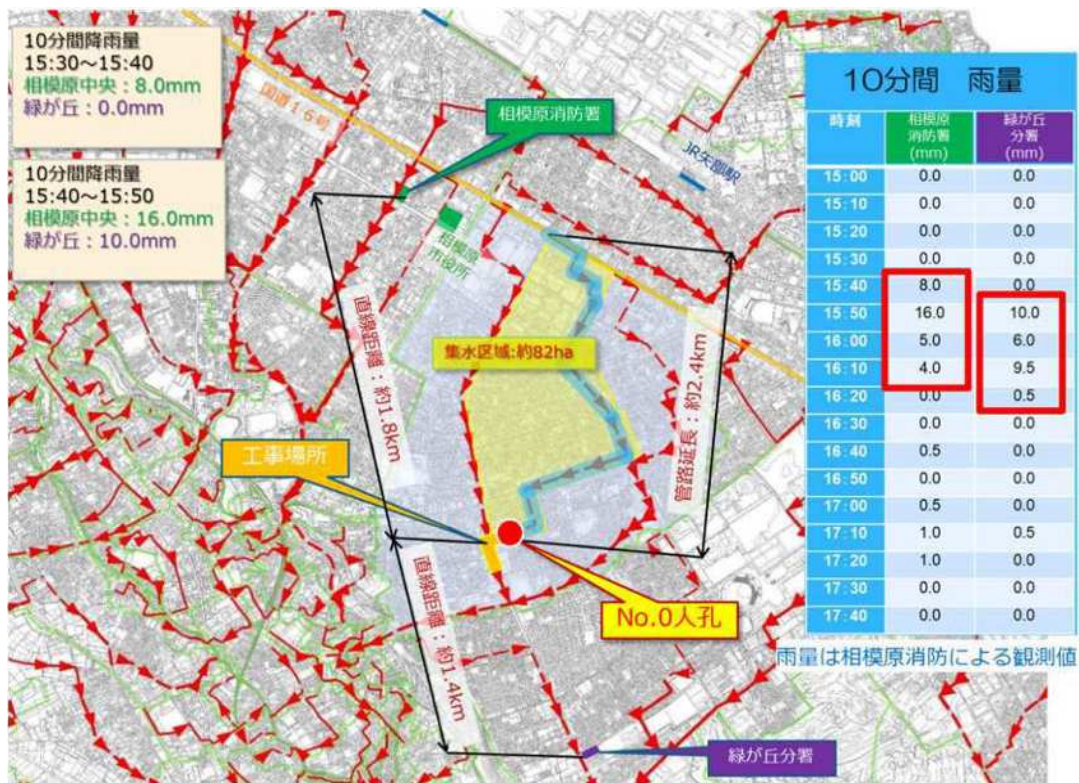 10分間降雨量
15:30～15:40
相模原中央：8.0mm
緑が丘：0.0mm
10分間降雨量
15:40～15:50
相模原中央：16.0mm
緑が丘：10.0mm
国道16号
相模原消防署
JR矢部駅
相模原
市役所
集水区域:約82ha
直線距離：約1.8km
管路延長：約2.4km
工事場所
直線距離：約1.4km
No.0人孔
緑が丘分署
10分間 雨量
時刻 相模原消防署(mm) 緑が丘分署(mm)
15:00 0.0 0.0
15:10 0.0 0.0
15:20 0.0 0.0
15:30 0.0 0.0
15:40 8.0 0.0
15:50 16.0 10.0
16:00 5.0 6.0
16:10 4.0 9.5
16:20 0.0 0.5
16:30 0.0 0.0
16:40 0.5 0.0
16:50 0.0 0.0
17:00 0.5 0.0
17:10 1.0 0.5
17:20 1.0 0.0
17:30 0.0 0.0
17:40 0.0 0.0
雨量は相模原消防による観測値